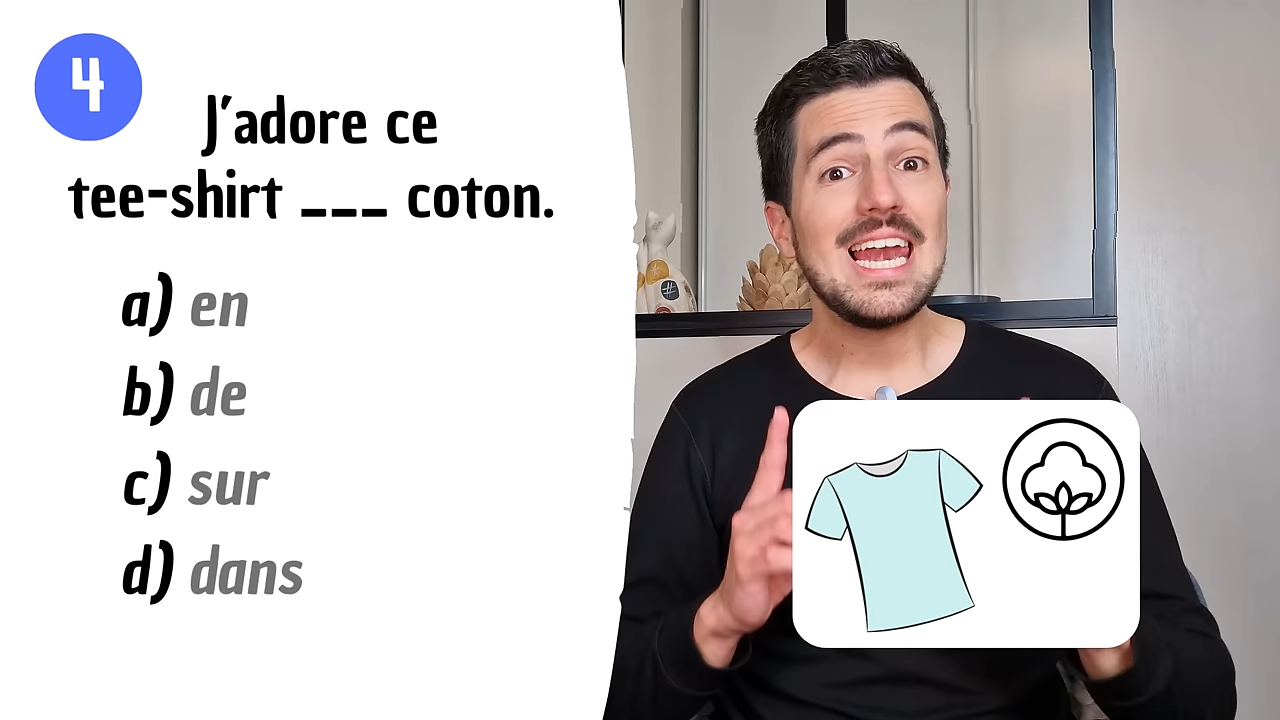 4
J'adore ce
tee-shirt ___ coton.
a) en
b) de
c) sur
d) dans